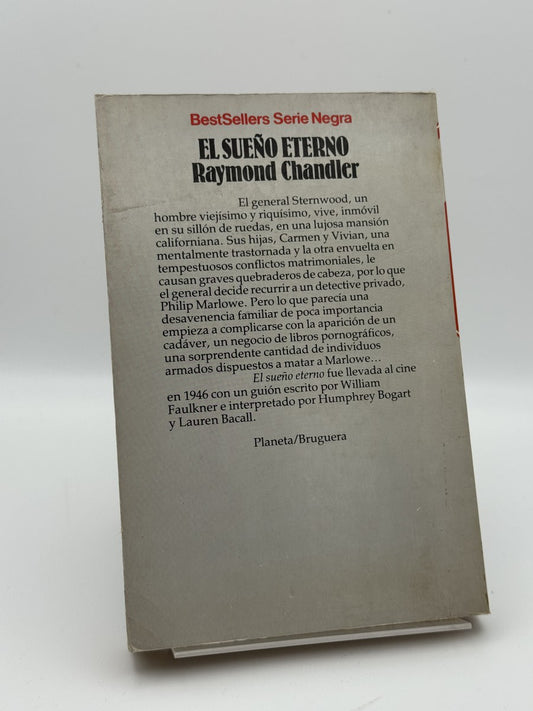 BestSellers Serie Negra
EL SUEÑO ETERNO
Raymond Chandler
El general Sternwood, un
hombre viejísimo y riquísimo, vive, inmóvil
en su sillón de ruedas, en una lujosa mansión
californiana. Sus hijas, Carmen y Vivian, una
mentalmente trastornada y la otra envuelta en
tempestuosos conflictos matrimoniales, le
causan graves quebraderos de cabeza, por lo que
el general decide recurrir a un detective privado,
Philip Marlowe. Pero lo que parecía una
desavenencia familiar de poca importancia
empieza a complicarse con la aparición de un
cadáver, un negocio de libros pornográficos,
una sorprendente cantidad de individuos
armados dispuestos a matar a Marlowe...
El sueño eterno fue llevada al cine
en 1946 con un guión escrito por William
Faulkner e interpretado por Humphrey Bogart
y Lauren Bacall.
Planeta/Bruguera